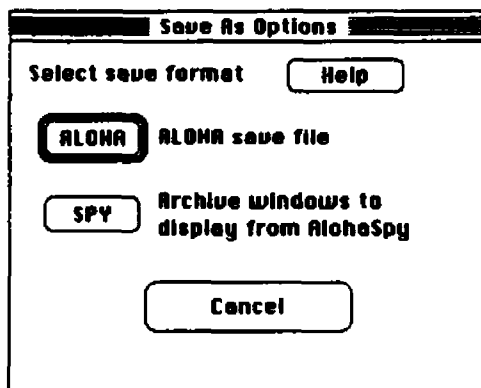 Save As Options
Select save format Help
ALOHA ALOHA save file
SPY Archive windows to
display from AlohaSpy
Cancel